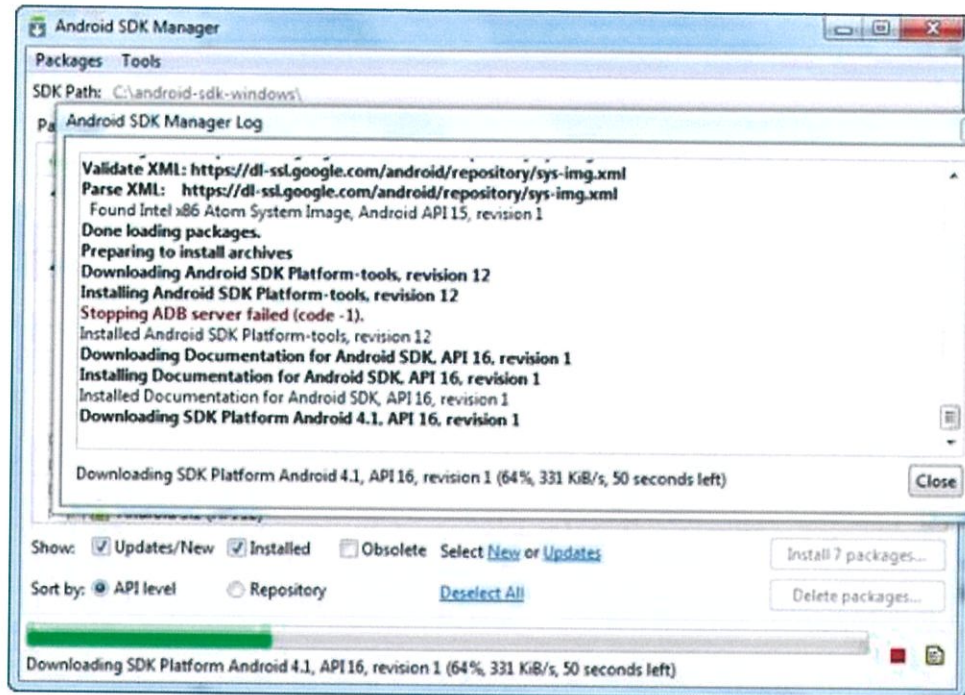 Android SDK Manager
Packages Tools
SDK Path: C:\android-sdk-windows\
Pa
Android SDK Manager Log
Validate XML: https://dl-ssl.google.com/android/repository/sys-img.xml
Parse XML: https://dl-ssl.google.com/android/repository/sys-img.xml
Found Intel x86 Atom System Image, Android API 15, revision 1
Done loading packages.
Preparing to install archives
Downloading Android SDK Platform-tools, revision 12
Installing Android SDK Platform-tools, revision 12
Stopping ADB server failed (code -1).
Installed Android SDK Platform-tools, revision 12
Downloading Documentation for Android SDK, API 16, revision 1
Installing Documentation for Android SDK, API 16, revision 1
Installed Documentation for Android SDK, API 16, revision 1
Downloading SDK Platform Android 4.1, API 16, revision 1
Downloading SDK Platform Android 4.1, API 16, revision 1 (64%, 331 KiB/s, 50 seconds left)
Close
Show: Updates/New Installed Obsolete Select New or Updates
Install 7 packages...
Sort by: API level Repository Deselect All
Delete packages...
Downloading SDK Platform Android 4.1, API 16, revision 1 (64%, 331 KiB/s, 50 seconds left)